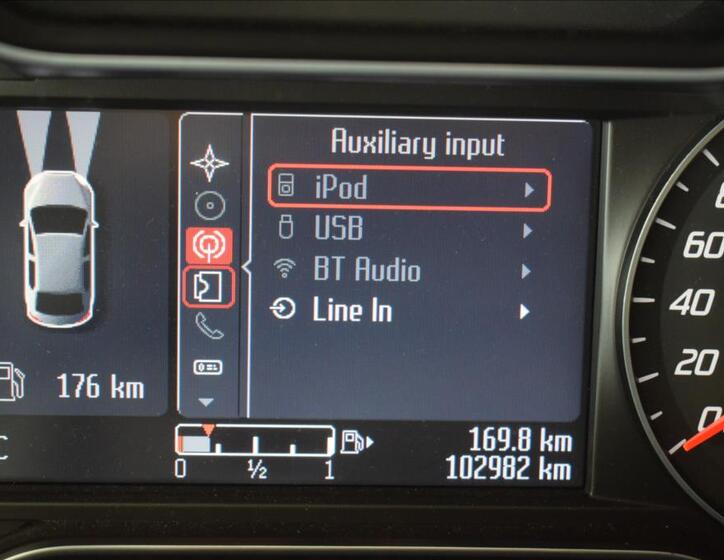 Auxiliary input
iPod
USB
BT Audio
Line In
176 km
C
0 ½ 1
169.8 km
102982 km
60
40
20
0